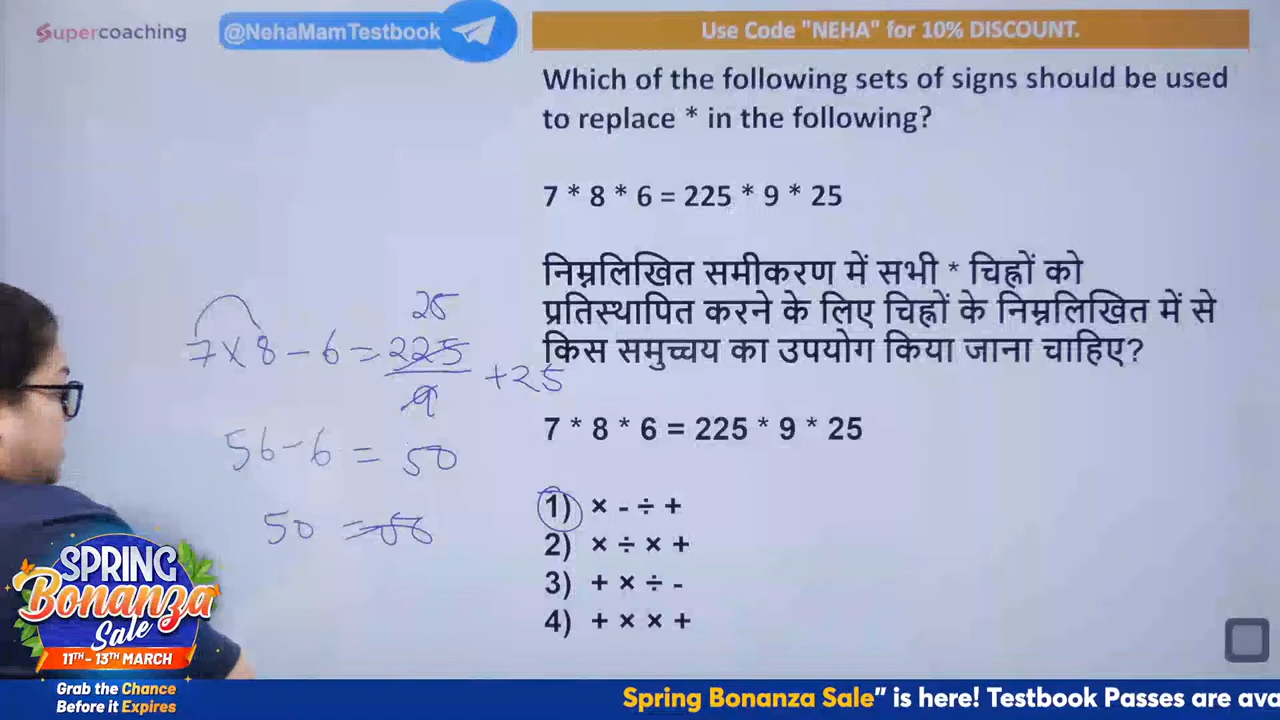 Supercoaching
@NehaMamTestbook
Use Code "NEHA" for 10% DISCOUNT.
Which of the following sets of signs should be used
to replace * in the following?
7 * 8 * 6 = 225 * 9 * 25
निम्नलिखित समीकरण में सभी * चिह्नों को
प्रतिस्थापित करने के लिए चिह्नों के निम्नलिखित में से
किस समुच्चय का उपयोग किया जाना चाहिए?
7 * 8 * 6 = 225 * 9 * 25
1) × - ÷ +
2) × ÷ × +
3) + × ÷ -
4) + × × +
25
7 × 8 - 6 = 225
9
+25
56 - 6 = 50
50 = 50
SPRING
Bonanza
Sale
11TH - 13TH MARCH
Grab the Chance
Before it Expires
Spring Bonanza Sale” is here! Testbook Passes are ava